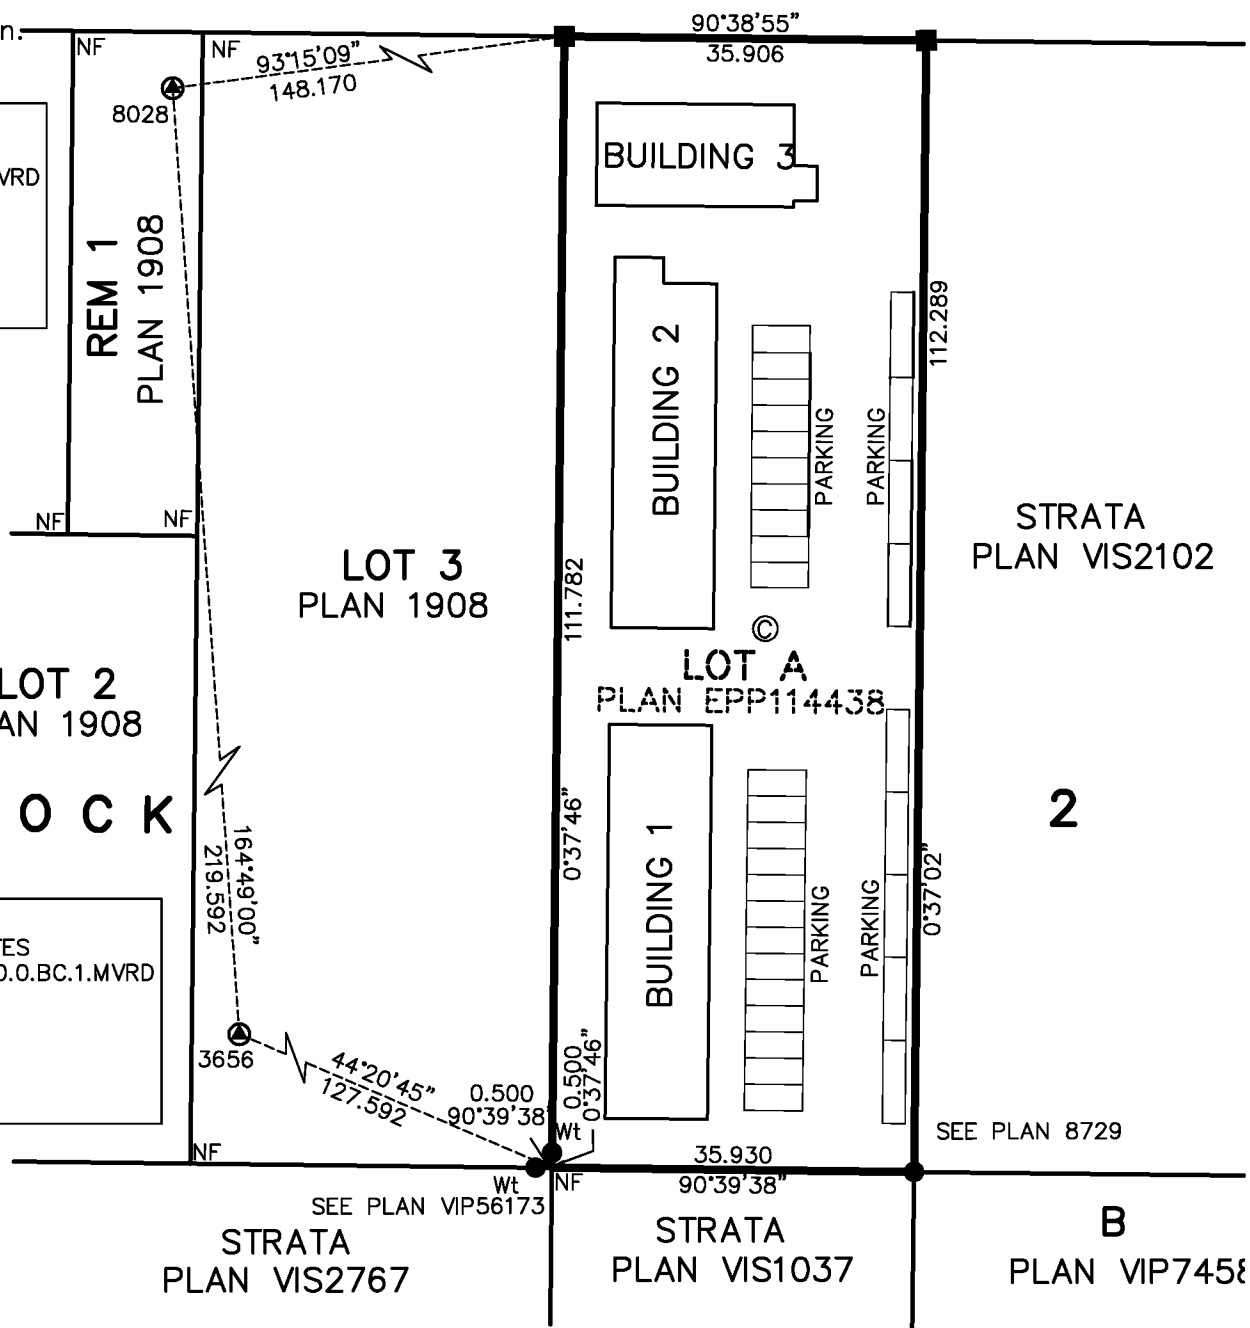 n.
NF
NF
90°38'55"
35.906
93°15'09"
148.170
8028
VRD
BUILDING 3
REM 1
PLAN 1908
BUILDING 2
PARKING
PARKING
112.289
NF
NF
STRATA
PLAN VIS2102
LOT 3
PLAN 1908
111.782
©
LOT A
PLAN EPP114438
LOT 2
AN 1908
O C K
2
0°37'46"
BUILDING 1
PARKING
PARKING
0°37'02"
164°49'00"
219.592
TES
0.0.BC.1.MVRD
3656
44°20'45"
127.592
0.500
90°39'38"
0.500
0°37'46"
Wt
SEE PLAN 8729
NF
35.930
90°39'38"
Wt
NF
SEE PLAN VIP56173
STRATA
PLAN VIS2767
STRATA
PLAN VIS1037
B
PLAN VIP7458